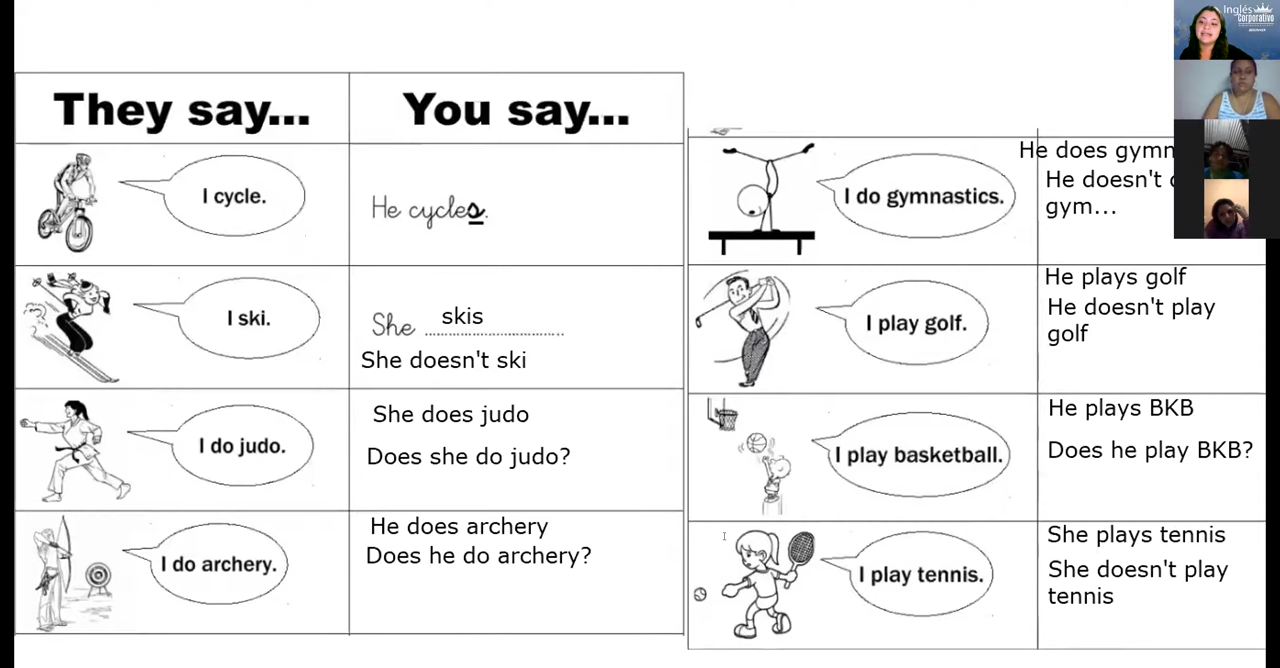 They say...
You say...
I cycle.
He cycles.
I ski.
She skis
She doesn't ski
I do judo.
She does judo
Does she do judo?
I do archery.
He does archery
Does he do archery?
I do gymnastics.
He does gymn
He doesn't
gym...
I play golf.
He plays golf
He doesn't play
golf
I play basketball.
He plays BKB
Does he play BKB?
I play tennis.
She plays tennis
She doesn't play
tennis
Inglés
Corporativo